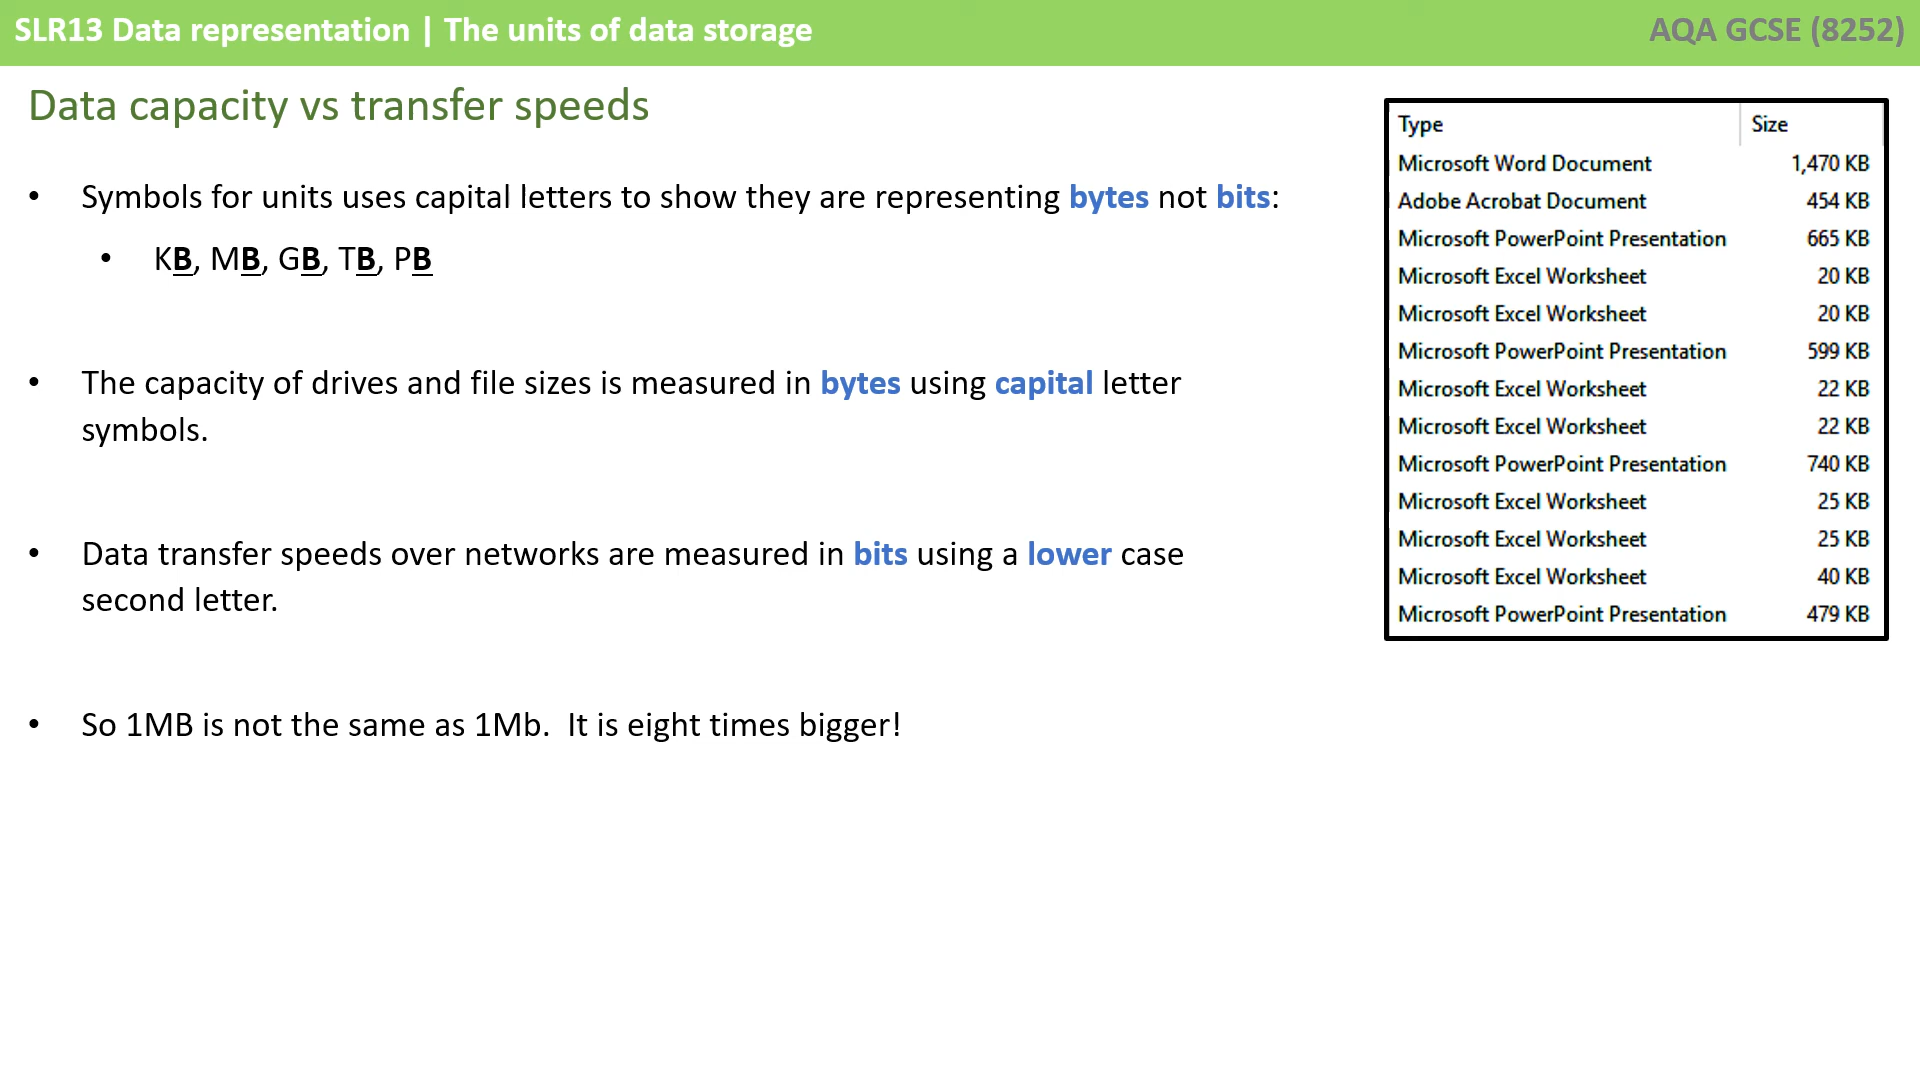 SLR13 Data representation | The units of data storage
AQA GCSE (8252)
Data capacity vs transfer speeds
• Symbols for units uses capital letters to show they are representing bytes not bits:
• KB, MB, GB, TB, PB
• The capacity of drives and file sizes is measured in bytes using capital letter
symbols.
• Data transfer speeds over networks are measured in bits using a lower case
second letter.
• So 1MB is not the same as 1Mb.  It is eight times bigger!
Type Size
Microsoft Word Document 1,470 KB
Adobe Acrobat Document 454 KB
Microsoft PowerPoint Presentation 665 KB
Microsoft Excel Worksheet 20 KB
Microsoft Excel Worksheet 20 KB
Microsoft PowerPoint Presentation 599 KB
Microsoft Excel Worksheet 22 KB
Microsoft Excel Worksheet 22 KB
Microsoft PowerPoint Presentation 740 KB
Microsoft Excel Worksheet 25 KB
Microsoft Excel Worksheet 25 KB
Microsoft Excel Worksheet 40 KB
Microsoft PowerPoint Presentation 479 KB